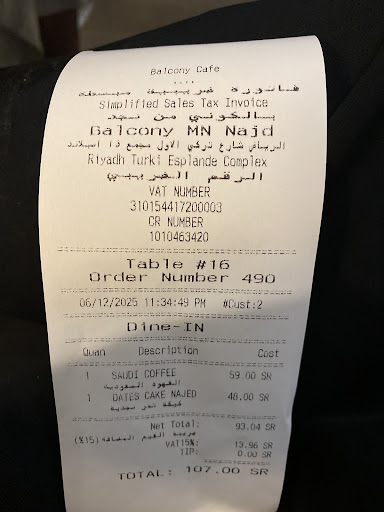 Balcony Cafe
....
فاتورة ضريبية مبسطة
Simplified Sales Tax Invoice
بالكوني من نجد
Balcony MN Najd
الرياض شارع تركي الاول مجمع ذا اسبلاند
Riyadh Turki Esplande Complex
الرقم الضريبي
VAT NUMBER
310154417200003
CR NUMBER
1010463420
Table #16
Order Number 490
06/12/2025 11:34:49 PM #Cust:2
Dine-IN
Quan Description Cost
1 SAUDI COFFEE 59.00 SR
القهوة السعودية
1 DATES CAKE NAJED 48.00 SR
كيكة تمر نجدية
Net Total: 93.04 SR
ضريبة القيم المضافة (15%)
VAT15%: 13.96 SR
TIP: 0.00 SR
TOTAL: 107.00 SR